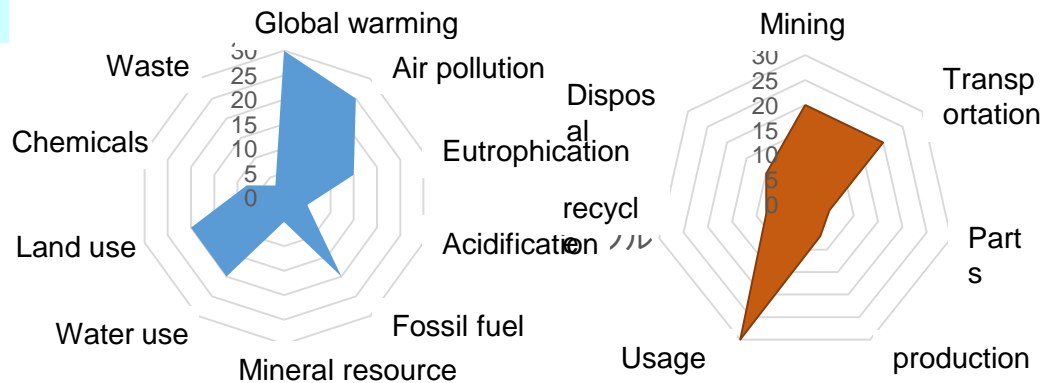 Global warming
Air pollution
Eutrophication
Acidification
Fossil fuel
Mineral resource
Water use
Land use
Chemicals
Waste
30
25
20
15
10
5
0
Mining
Transp
ortation
Part
s
production
Usage
recycl
e
クル
Dispos
al
30
25
20
15
10
5
0